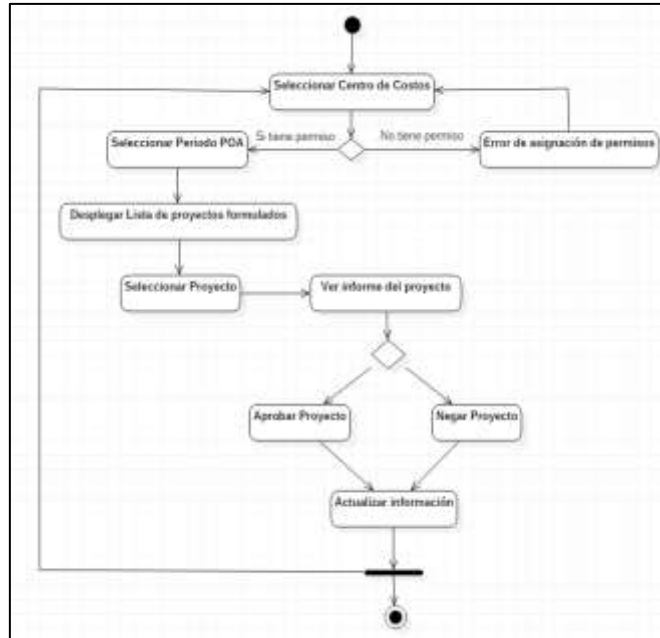 Seleccionar Centro de Costos
Si tiene permiso
No tiene permiso
Seleccionar Periodo POA
Error de asignación de permisos
Desplegar Lista de proyectos formulados
Seleccionar Proyecto
Ver informe del proyecto
Aprobar Proyecto
Negar Proyecto
Actualizar información